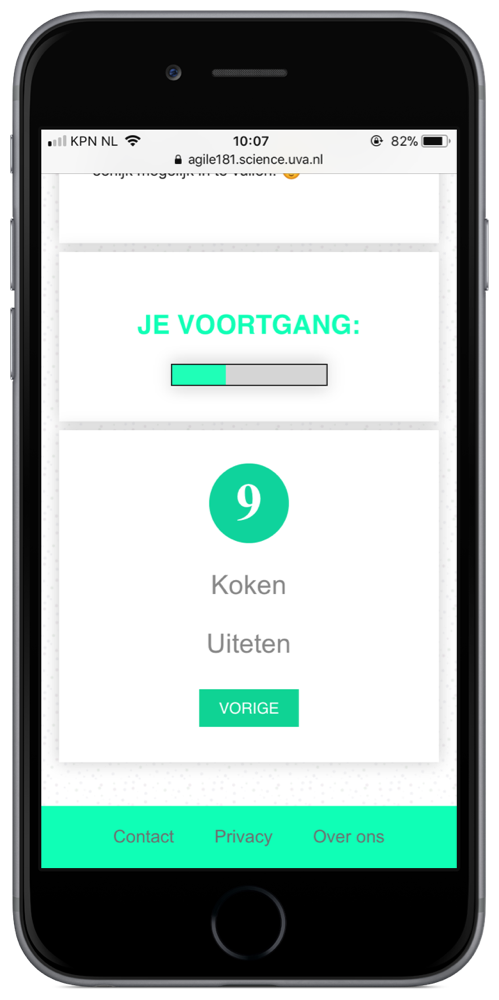 KPN NL 10:07 82%
agile181.science.uva.nl
mogelijk in te vullen.
JE VOORTGANG:
9
Koken
Uiteten
VORIGE
Contact Privacy Over ons